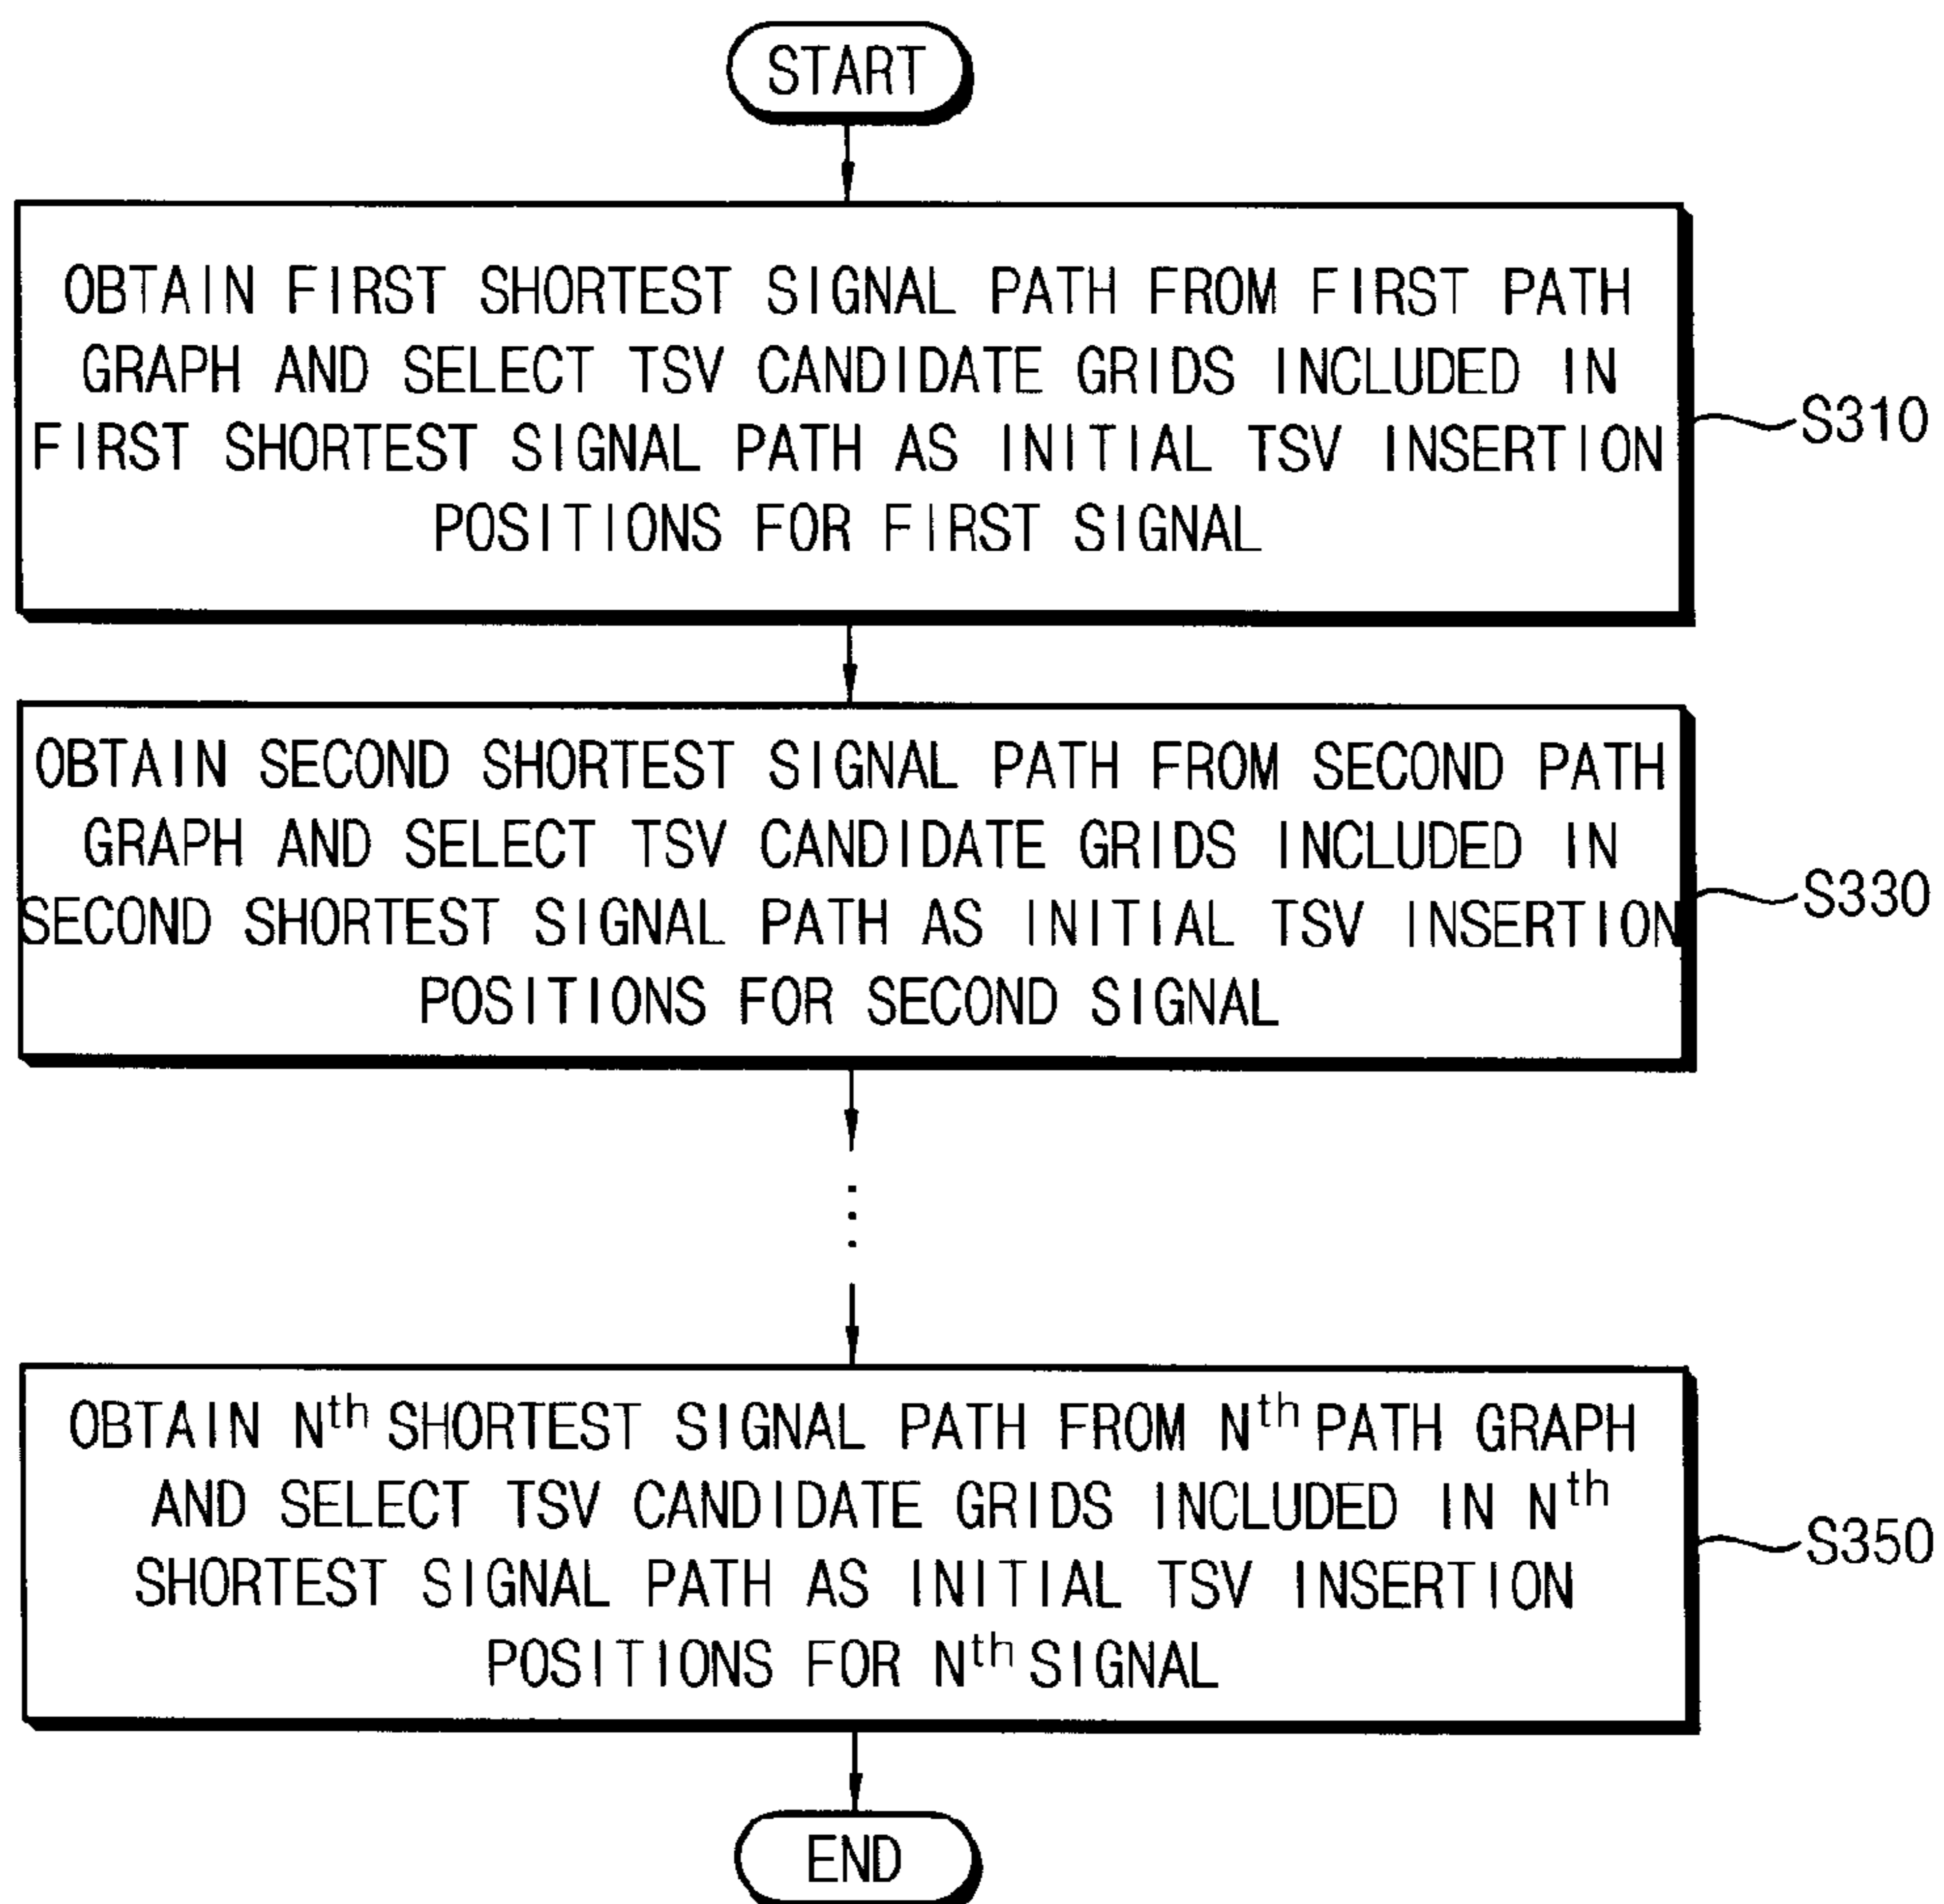 START
OBTAIN FIRST SHORTEST SIGNAL PATH FROM FIRST PATH
GRAPH AND SELECT TSV CANDIDATE GRIDS INCLUDED IN
FIRST SHORTEST SIGNAL PATH AS INITIAL TSV INSERTION
POSITIONS FOR FIRST SIGNAL
S310
OBTAIN SECOND SHORTEST SIGNAL PATH FROM SECOND PATH
GRAPH AND SELECT TSV CANDIDATE GRIDS INCLUDED IN
SECOND SHORTEST SIGNAL PATH AS INITIAL TSV INSERTION
POSITIONS FOR SECOND SIGNAL
S330
OBTAIN Nth SHORTEST SIGNAL PATH FROM Nth PATH GRAPH
AND SELECT TSV CANDIDATE GRIDS INCLUDED IN Nth
SHORTEST SIGNAL PATH AS INITIAL TSV INSERTION
POSITIONS FOR Nth SIGNAL
S350
END